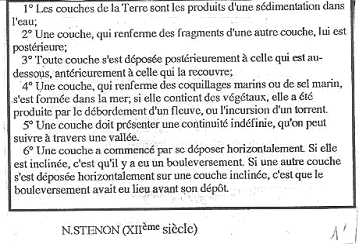 1° Les couches de la Terre sont les produits d'une sédimentation dans
l'eau;
2° Une couche, qui renferme des fragments d'une autre couche, lui est
postérieure;
3° Toute couche s'est déposée postérieurement à celle qui est au-
dessous, antérieurement à celle qui la recouvre;
4° Une couche, qui renferme des coquillages marins ou de sel marin,
s'est formée dans la mer; si elle contient des végétaux, elle a été
produite par le débordement d'un fleuve, ou l'incursion d'un torrent.
5° Une couche doit présenter une continuité indéfinie, qu'on peut
suivre à travers une vallée.
6° Une couche a commencé par se déposer horizontalement. Si elle
est inclinée, c'est qu'il y a eu un bouleversement. Si une autre couche
s'est déposée horizontalement sur une couche inclinée, c'est que le
bouleversement avait eu lieu avant son dépôt.
N.STENON (XIIème siècle)